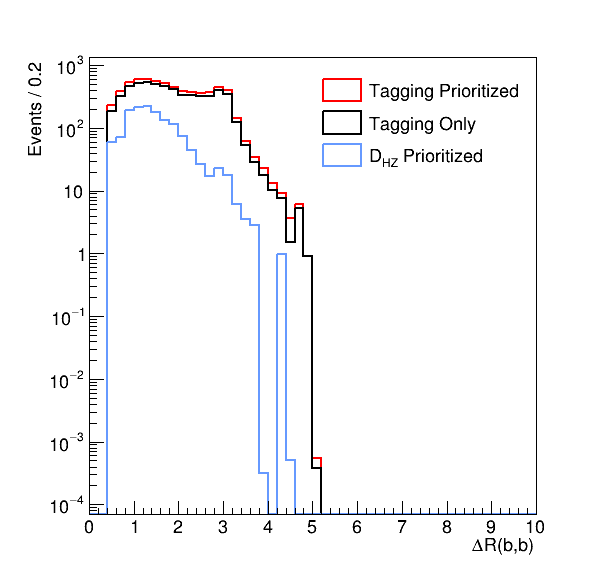 Events / 0.2
10³
10²
10
1
10⁻¹
10⁻²
10⁻³
10⁻⁴
Tagging Prioritized
Tagging Only
D_HZ Prioritized
0 1 2 3 4 5 6 7 8 9 10
ΔR(b,b)